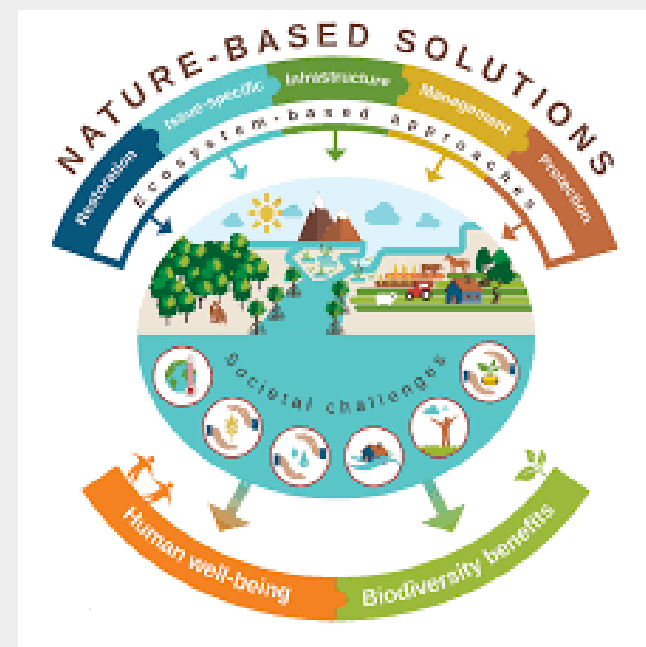 NATURE-BASED SOLUTIONS
Restoration
Issue-Specific
Infrastructure
Management
Protection
Ecosystem-based approaches
Societal challenges
Human well-being
Biodiversity benefits